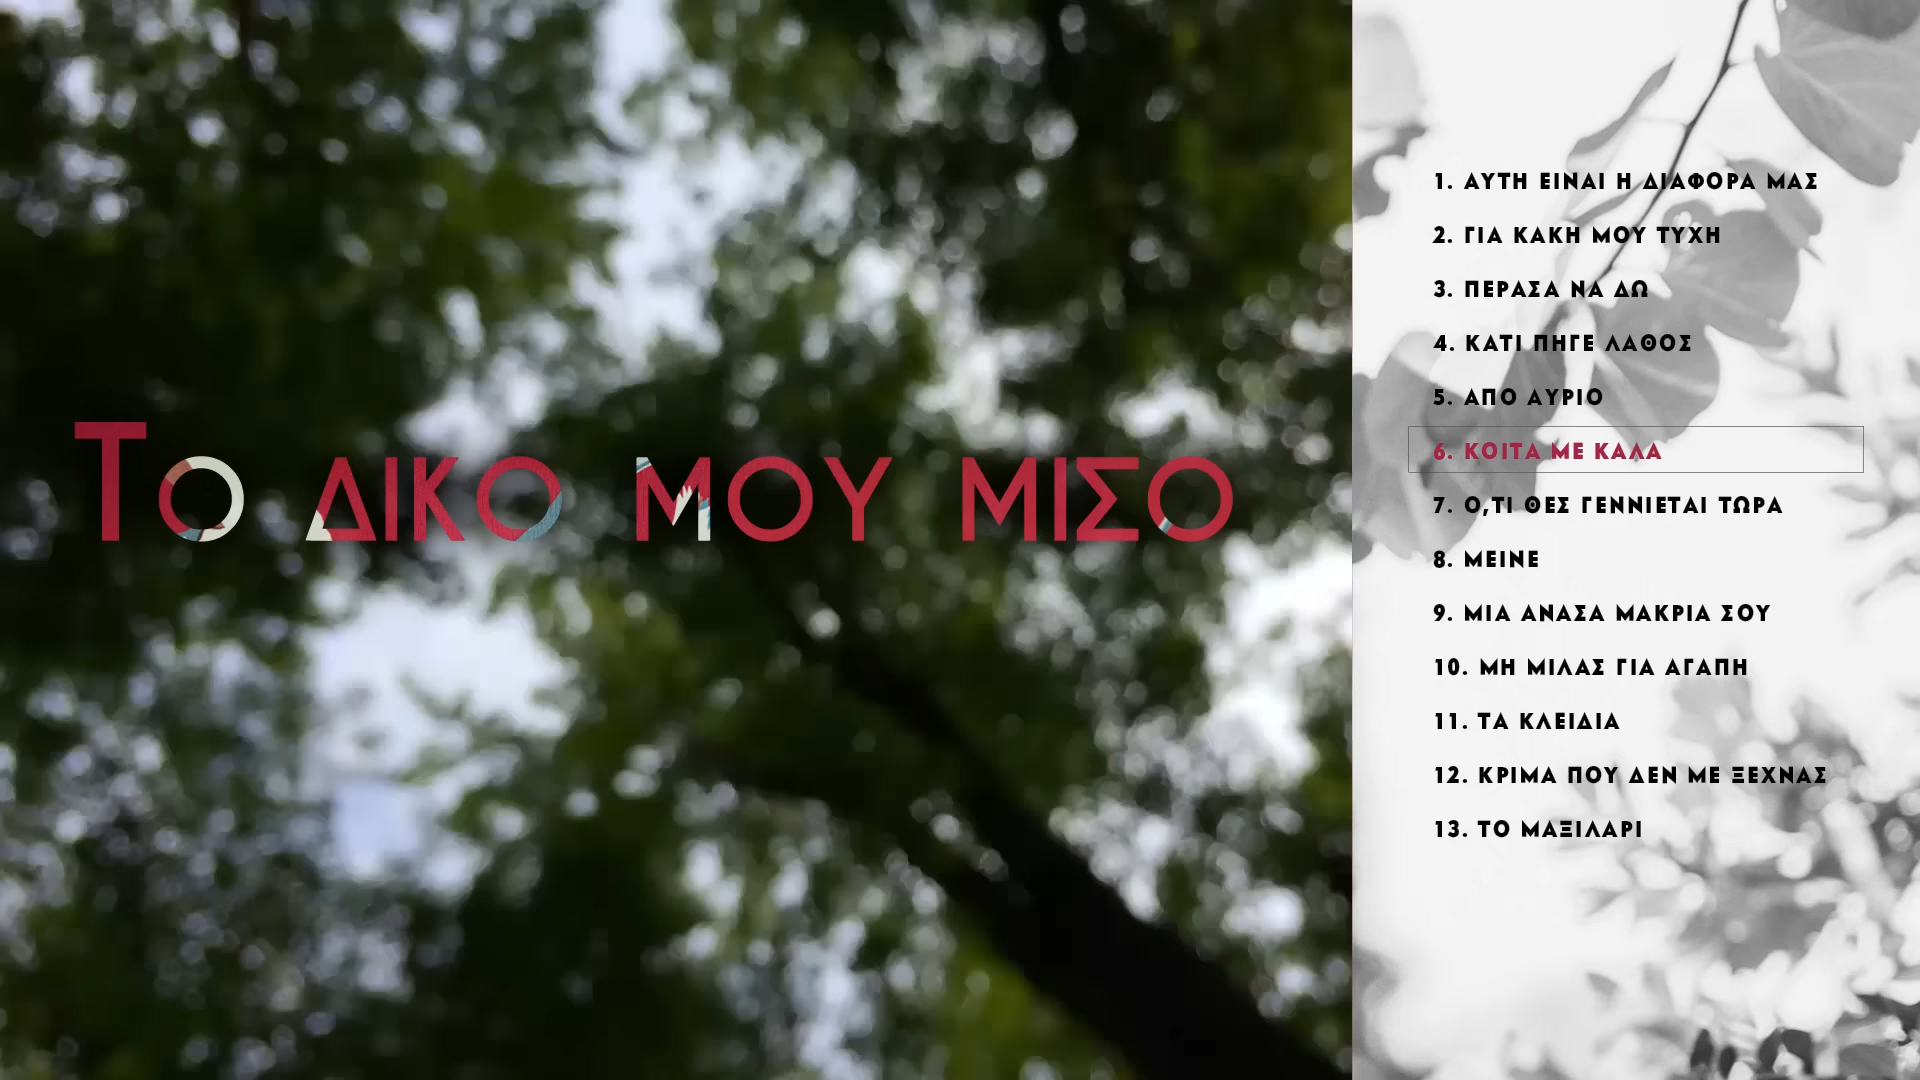 Το ΔΙΚΟ ΜΟΥ ΜΙΣΟ
1. ΑΥΤΗ ΕΙΝΑΙ Η ΔΙΑΦΟΡΑ ΜΑΣ
2. ΓΙΑ ΚΑΚΗ ΜΟΥ ΤΥΧΗ
3. ΠΕΡΑΣΑ ΝΑ ΔΩ
4. ΚΑΤΙ ΠΗΓΕ ΛΑΘΟΣ
5. ΑΠΟ ΑΥΡΙΟ
6. ΚΟΙΤΑ ΜΕ ΚΑΛΑ
7. Ο,ΤΙ ΘΕΣ ΓΕΝΝΙΕΤΑΙ ΤΩΡΑ
8. ΜΕΙΝΕ
9. ΜΙΑ ΑΝΑΣΑ ΜΑΚΡΙΑ ΣΟΥ
10. ΜΗ ΜΙΛΑΣ ΓΙΑ ΑΓΑΠΗ
11. ΤΑ ΚΛΕΙΔΙΑ
12. ΚΡΙΜΑ ΠΟΥ ΔΕΝ ΜΕ ΞΕΧΝΑΣ
13. ΤΟ ΜΑΞΙΛΑΡΙ